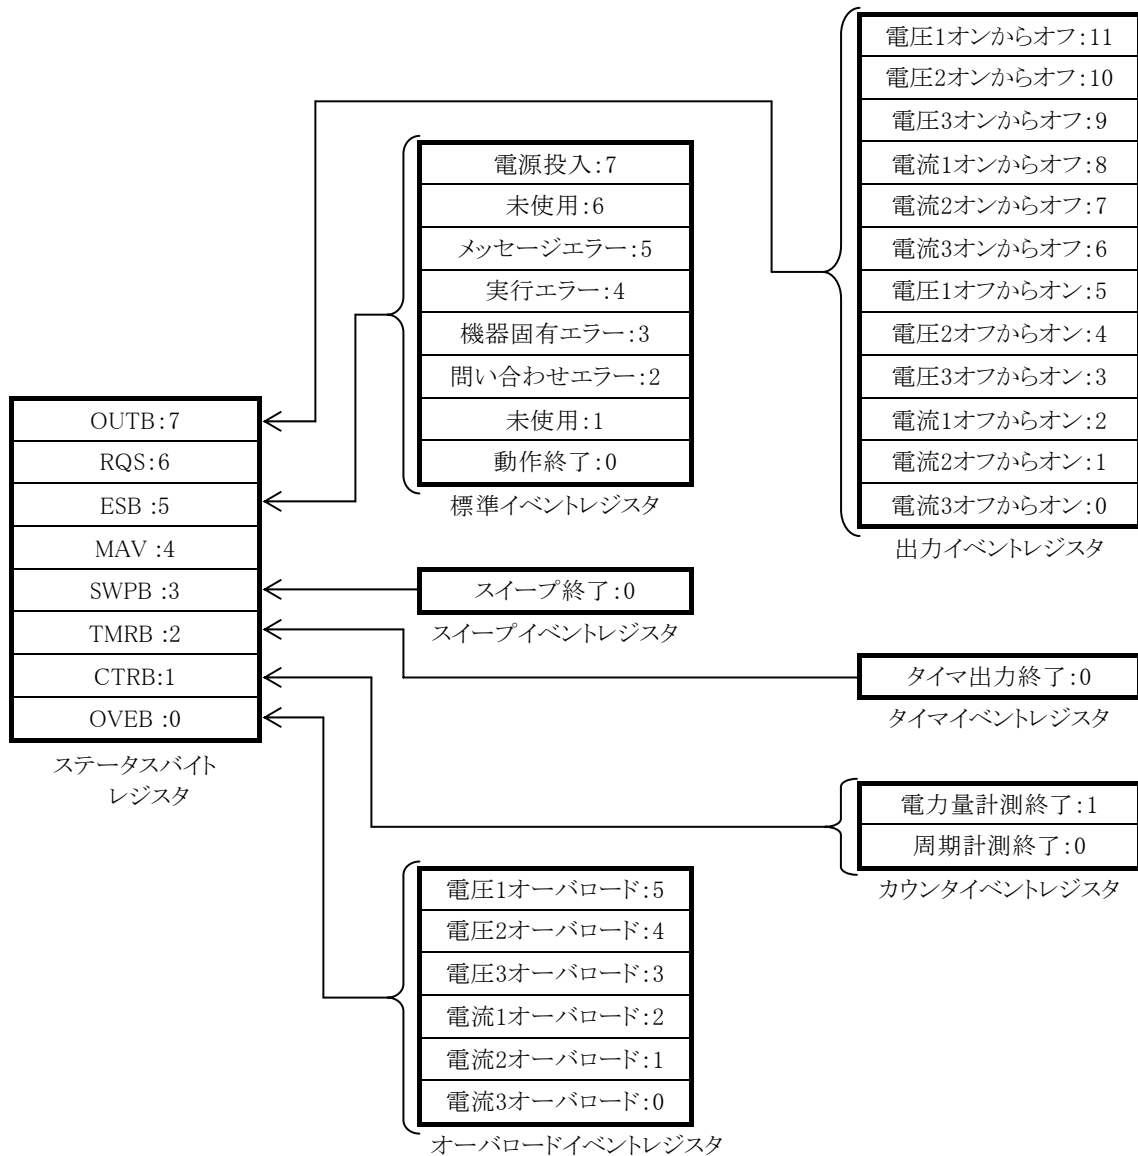 電圧1オンからオフ:11
電圧2オンからオフ:10
電圧3オンからオフ:9
電流1オンからオフ:8
電流2オンからオフ:7
電流3オンからオフ:6
電圧1オフからオン:5
電圧2オフからオン:4
電圧3オフからオン:3
電流1オフからオン:2
電流2オフからオン:1
電流3オフからオン:0
出力イベントレジスタ
電源投入:7
未使用:6
メッセージエラー:5
実行エラー:4
機器固有エラー:3
問い合わせエラー:2
未使用:1
動作終了:0
標準イベントレジスタ
OUTB:7
RQS:6
ESB :5
MAV :4
SWPB :3
TMRB :2
CTRB:1
OVEB :0
ステータスバイト
レジスタ
スイープ終了:0
スイープイベントレジスタ
タイマ出力終了:0
タイマイベントレジスタ
電力量計測終了:1
周期計測終了:0
カウンタイベントレジスタ
電圧1オーバロード:5
電圧2オーバロード:4
電圧3オーバロード:3
電流1オーバロード:2
電流2オーバロード:1
電流3オーバロード:0
オーバロードイベントレジスタ